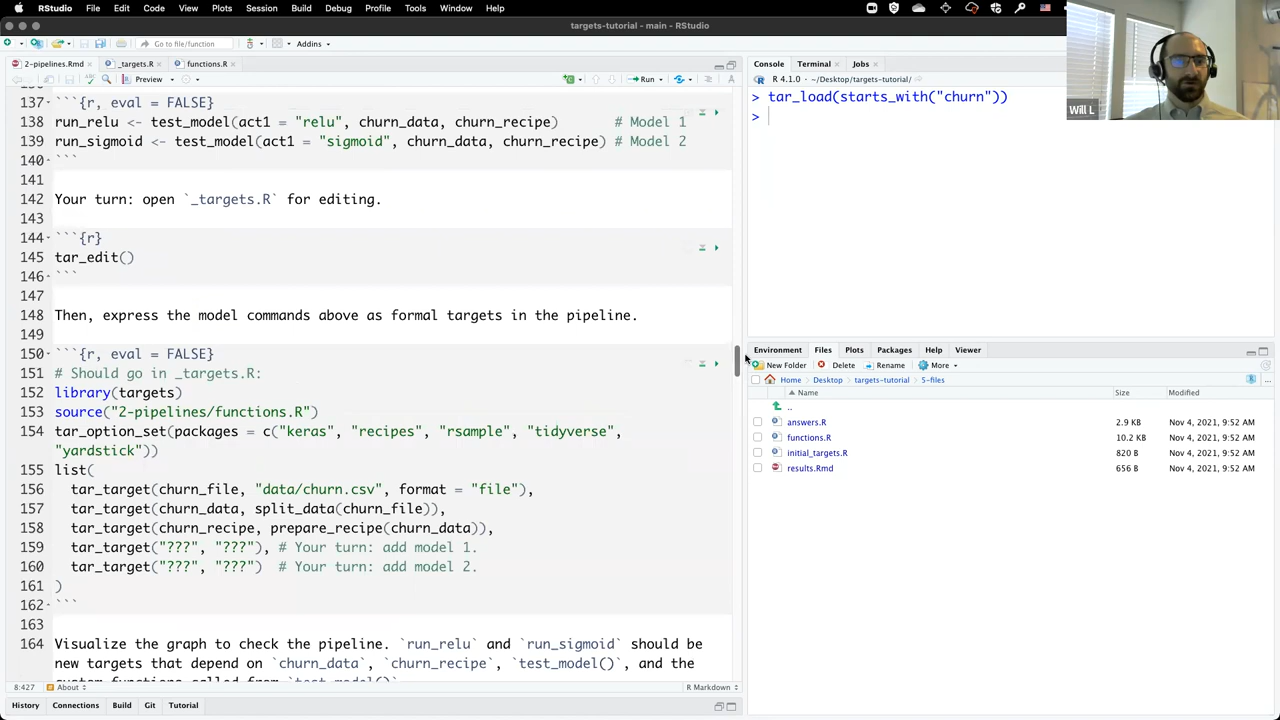 RStudio File Edit Code View Plots Session Build Debug Profile Tools Window Help
targets-tutorial - main - RStudio
Go to file/function Addins
2-pipelines.Rmd _targets.R functions.R
Preview Run
137 ```{r, eval = FALSE}
138 run_relu <- test_model(act1 = "relu", churn_data, churn_recipe) # Model 1
139 run_sigmoid <- test_model(act1 = "sigmoid", churn_data, churn_recipe) # Model 2
140 ```
141
142 Your turn: open `_targets.R` for editing.
143
144 ```{r}
145 tar_edit()
146 ```
147
148 Then, express the model commands above as formal targets in the pipeline.
149
150 ```{r, eval = FALSE}
151 # Should go in _targets.R:
152 library(targets)
153 source("2-pipelines/functions.R")
154 tar_option_set(packages = c("keras", "recipes", "rsample", "tidyverse",
"yardstick"))
155 list(
156 tar_target(churn_file, "data/churn.csv", format = "file"),
157 tar_target(churn_data, split_data(churn_file)),
158 tar_target(churn_recipe, prepare_recipe(churn_data)),
159 tar_target("???", "???"), # Your turn: add model 1.
160 tar_target("???", "???") # Your turn: add model 2.
161 )
162 ```
163
164 Visualize the graph to check the pipeline. `run_relu` and `run_sigmoid` should be
new targets that depend on `churn_data`, `churn_recipe`, `test_model()`, and the
custom functions called from `test_model()`.
8:427 About R Markdown
History Connections Build Git Tutorial
Console Terminal Jobs
R 4.1.0 · ~/Desktop/targets-tutorial/
> tar_load(starts_with("churn"))
>
Will L
Environment Files Plots Packages Help Viewer
New Folder Delete Rename More
Home Desktop targets-tutorial 5-files
Name Size Modified
..
answers.R 2.9 KB Nov 4, 2021, 9:52 AM
functions.R 10.2 KB Nov 4, 2021, 9:52 AM
initial_targets.R 820 B Nov 4, 2021, 9:52 AM
results.Rmd 656 B Nov 4, 2021, 9:52 AM